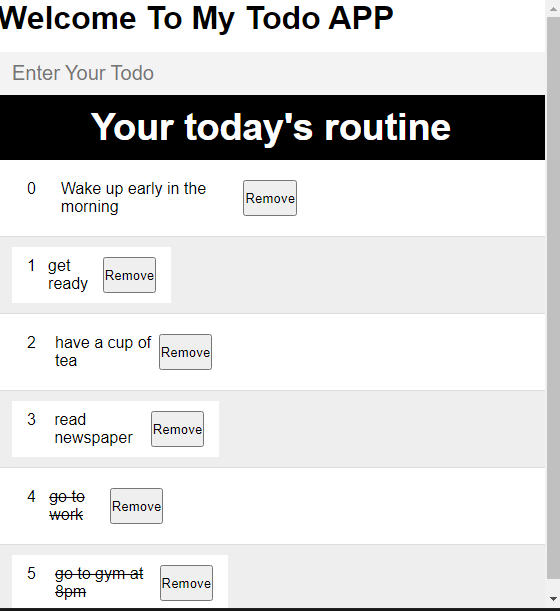 Welcome To My Todo APP
Enter Your Todo
Your today's routine
0 Wake up early in the Remove
morning
1 get Remove
ready
2 have a cup of Remove
tea
3 read Remove
newspaper
4 go to Remove
work
5 go to gym at Remove
8pm